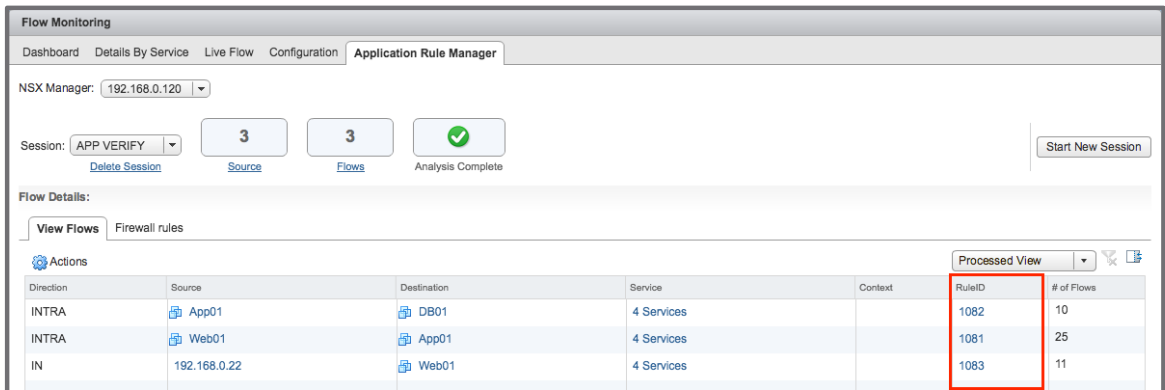 Flow Monitoring
Dashboard Details By Service Live Flow Configuration Application Rule Manager
NSX Manager: 192.168.0.120
Session: APP VERIFY 3 3 Start New Session
Delete Session Source Flows Analysis Complete
Flow Details:
View Flows Firewall rules
Actions Processed View
Direction Source Destination Service Context RuleID # of Flows
INTRA App01 DB01 4 Services 1082 10
INTRA Web01 App01 4 Services 1081 25
IN 192.168.0.22 Web01 4 Services 1083 11